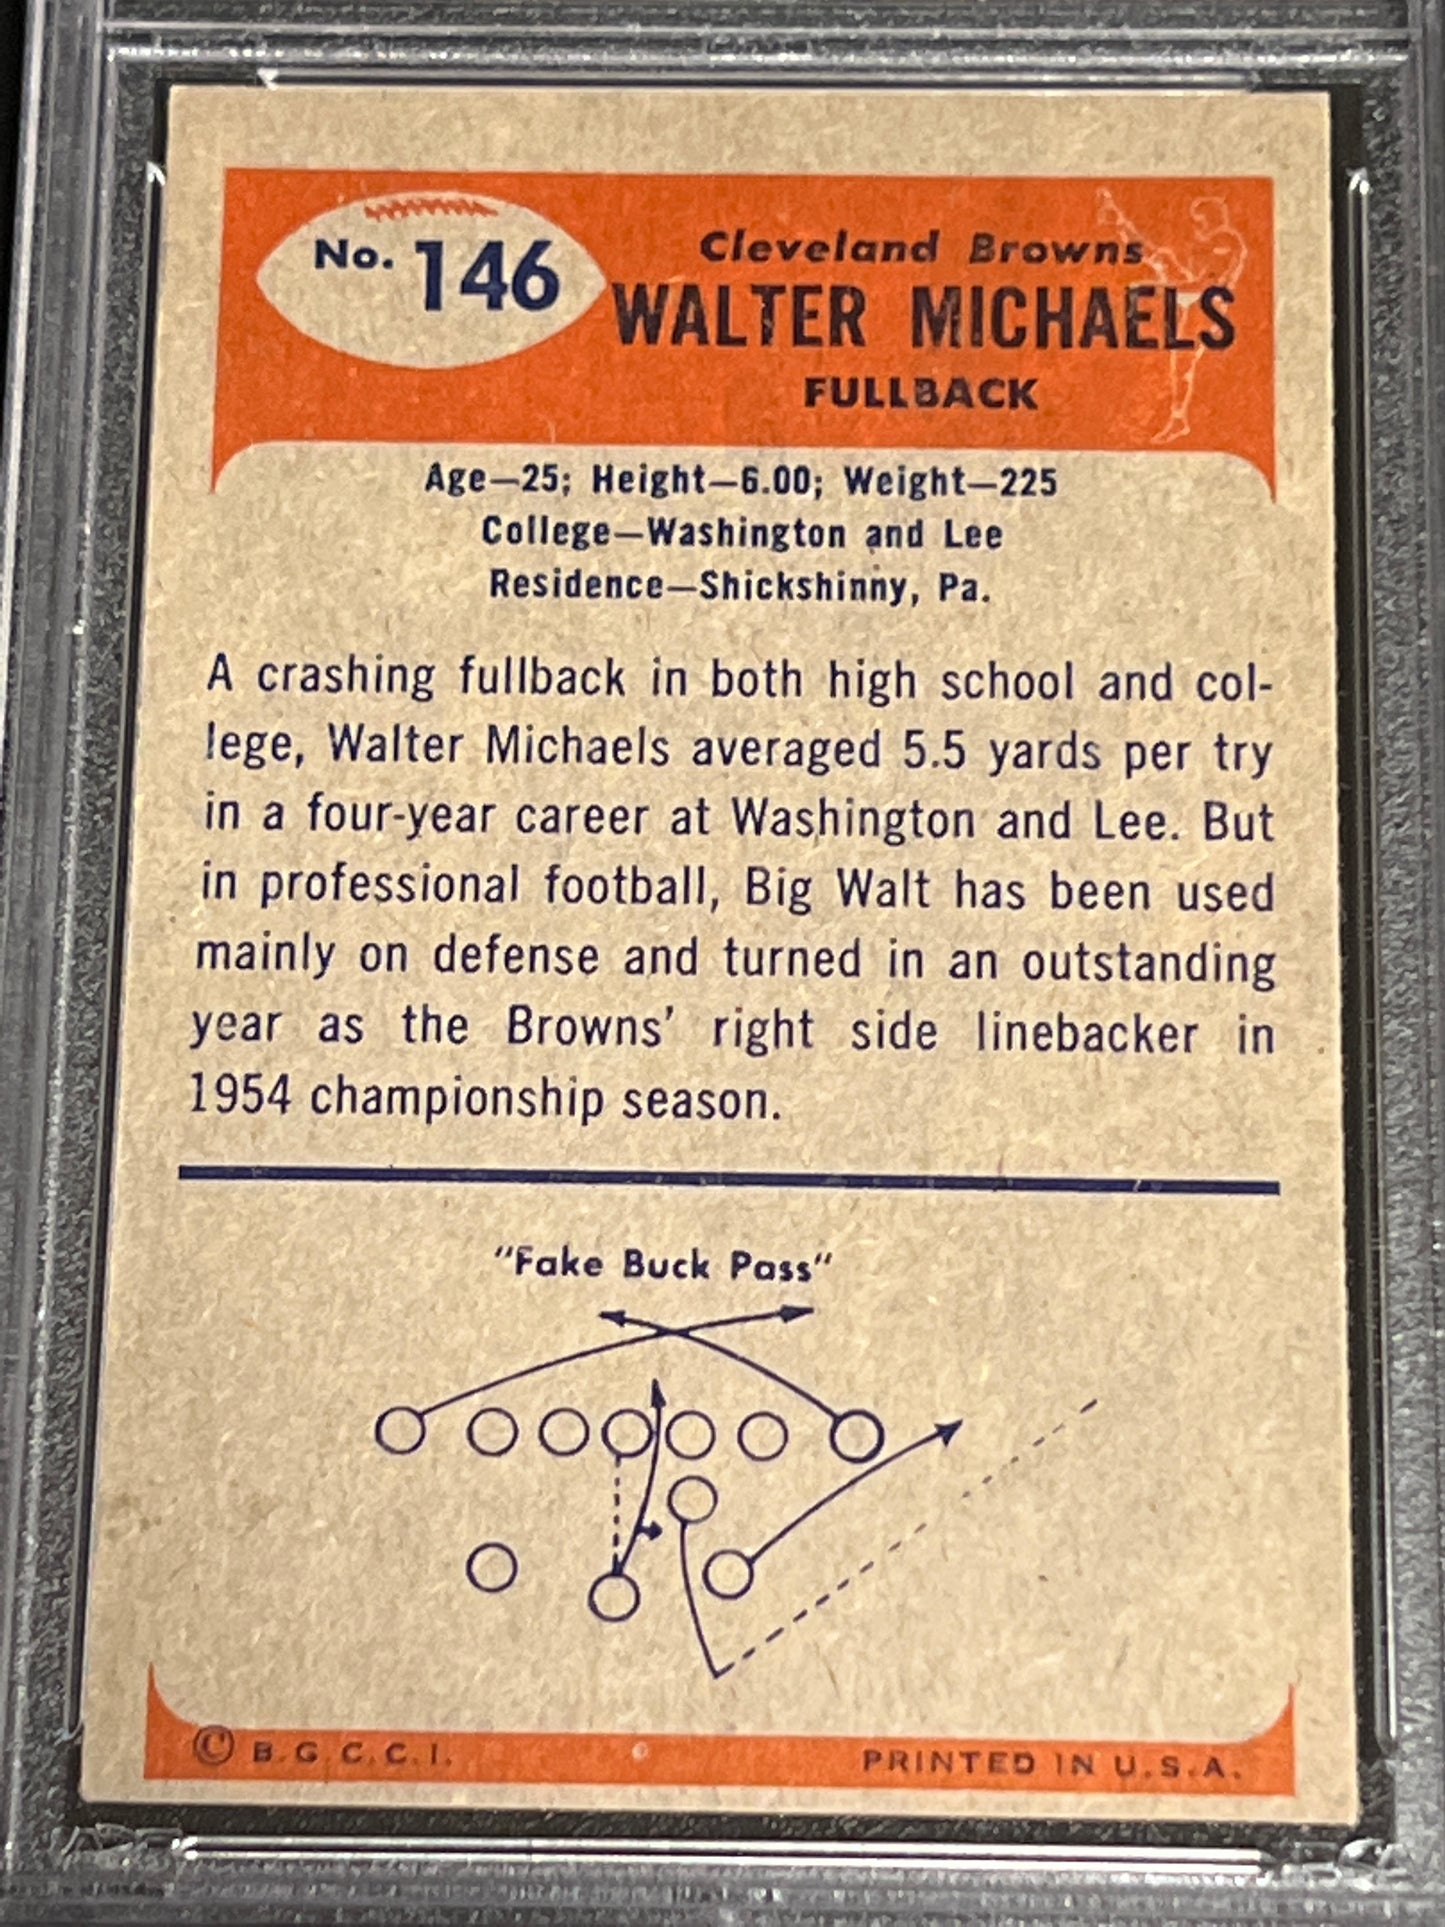 No. 146
Cleveland Browns
WALTER MICHAELS
FULLBACK
Age—25; Height—6.00; Weight—225
College—Washington and Lee
Residence—Shickshinny, Pa.
A crashing fullback in both high school and col-
lege, Walter Michaels averaged 5.5 yards per try
in a four-year career at Washington and Lee. But
in professional football, Big Walt has been used
mainly on defense and turned in an outstanding
year as the Browns' right side linebacker in
1954 championship season.
"Fake Buck Pass"
© B.G.C.C.I.
PRINTED IN U.S.A.